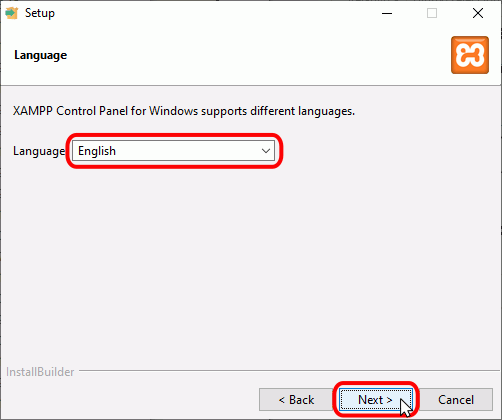 Setup
Language
XAMPP Control Panel for Windows supports different languages.
Language English
InstallBuilder
< Back Next > Cancel